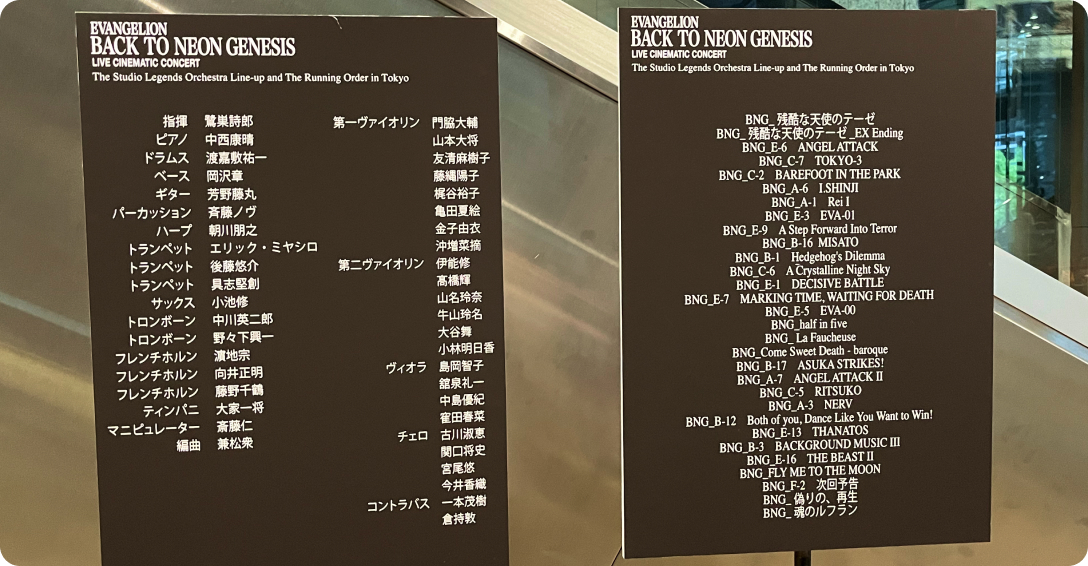 EVANGELION
BACK TO NEON GENESIS
LIVE CINEMATIC CONCERT
The Studio Legends Orchestra Line-up and The Running Order in Tokyo
指揮 鷺巣詩郎
ピアノ 中西康晴
ドラムス 渡嘉敷祐一
ベース 岡沢章
ギター 芳野藤丸
パーカッション 斉藤ノヴ
ハープ 朝川朋之
トランペット エリック・ミヤシロ
トランペット 後藤悠介
トランペット 具志堅創
サックス 小池修
トロンボーン 中川英二郎
トロンボーン 野々下興一
フレンチホルン 濵地宗
フレンチホルン 向井正明
フレンチホルン 藤野千鶴
ティンパニ 大家一将
マニピュレーター 斎藤仁
編曲 兼松衆
第一ヴァイオリン 門脇大輔
山本大将
友清麻樹子
藤縄陽子
梶谷裕子
亀田夏絵
金子由衣
沖増菜摘
第二ヴァイオリン 伊能修
髙橋輝
山名玲奈
牛山玲名
大谷舞
小林明日香
ヴィオラ 島岡智子
舘泉礼一
中島優紀
寉田春菜
チェロ 古川淑恵
関口将史
宮尾悠
今井香織
コントラバス 一本茂樹
倉持敦
EVANGELION
BACK TO NEON GENESIS
LIVE CINEMATIC CONCERT
The Studio Legends Orchestra Line-up and The Running Order in Tokyo
BNG_ 残酷な天使のテーゼ
BNG_ 残酷な天使のテーゼ_EX Ending
BNG_E-6 ANGEL ATTACK
BNG_C-7 TOKYO-3
BNG_C-2 BAREFOOT IN THE PARK
BNG_A-6 I.SHINJI
BNG_A-1 Rei I
BNG_E-3 EVA-01
BNG_E-9 A Step Forward Into Terror
BNG_B-16 MISATO
BNG_B-1 Hedgehog's Dilemma
BNG_C-6 A Crystalline Night Sky
BNG_E-1 DECISIVE BATTLE
BNG_E-7 MARKING TIME, WAITING FOR DEATH
BNG_E-5 EVA-00
BNG_half in five
BNG_ La Faucheuse
BNG_Come Sweet Death - baroque
BNG_B-17 ASUKA STRIKES!
BNG_A-7 ANGEL ATTACK II
BNG_C-5 RITSUKO
BNG_A-3 NERV
BNG_B-12 Both of you, Dance Like You Want to Win!
BNG_E-13 THANATOS
BNG_B-3 BACKGROUND MUSIC III
BNG_E-16 THE BEAST II
BNG_FLY ME TO THE MOON
BNG_F-2 次回予告
BNG_ 偽りの、再生
BNG_ 魂のルフラン